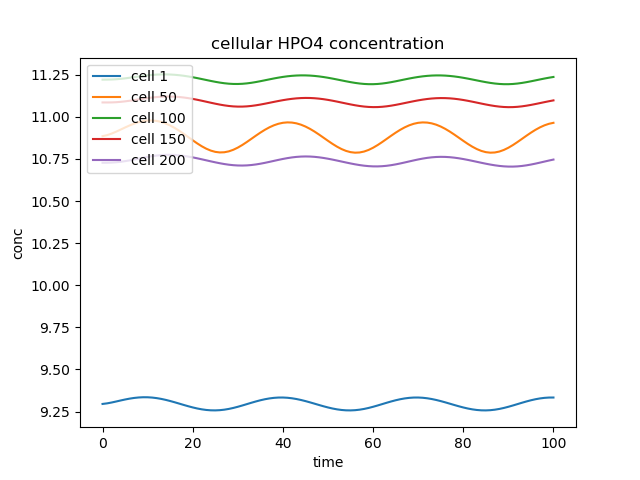 cellular HPO4 concentration
11.25
11.00
10.75
10.50
10.25
10.00
9.75
9.50
9.25
conc
cell 1
cell 50
cell 100
cell 150
cell 200
0 20 40 60 80 100
time